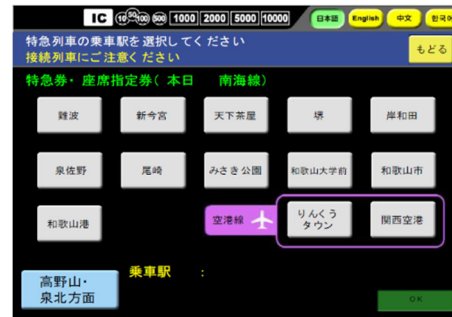 IC 10 50 100 500 1000 2000 5000 10000 日本語 English 中文 한국어
特急列車の乗車駅を選択してください
接続列車にご注意ください
もどる
特急券・座席指定券( 本日 南海線)
難波 新今宮 天下茶屋 堺 岸和田
泉佐野 尾崎 みさき公園 和歌山大学前 和歌山市
和歌山港 空港線 りんくう
タウン 関西空港
高野山・
泉北方面
乗車駅 :
OK